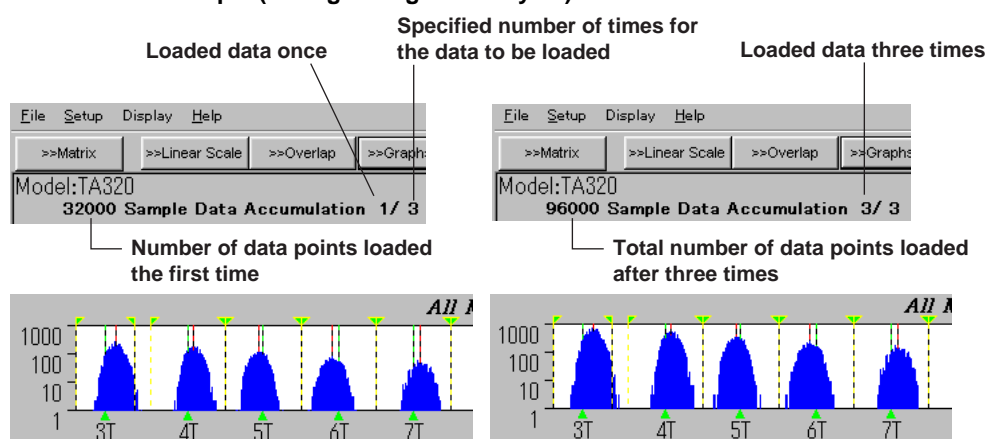 Specified number of times for
the data to be loaded
Loaded data once
Loaded data three times
File Setup Display Help
>>Matrix >>Linear Scale >>Overlap >>Graphs
Model:TA320
32000 Sample Data Accumulation 1/ 3
Number of data points loaded
the first time
File Setup Display Help
>>Matrix >>Linear Scale >>Overlap >>Graphs
Model:TA320
96000 Sample Data Accumulation 3/ 3
Total number of data points loaded
after three times
All
1000
100
10
1
3T 4T 5T 6T 7T
All
1000
100
10
1
3T 4T 5T 6T 7T